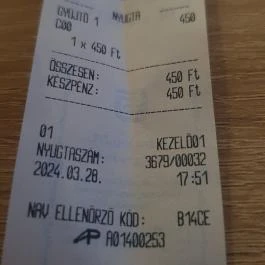 GYŰJTŐ 1 NYUGTA 450
C00
1 x 450 Ft
ÖSSZESEN: 450 Ft
KÉSZPÉNZ: 450 Ft
01 KEZELŐ01
NYUGTASZÁM: 3679/00032
2024.03.28. 17:51
NAV ELLENŐRZŐ KÓD: B14CE
AP A01400253